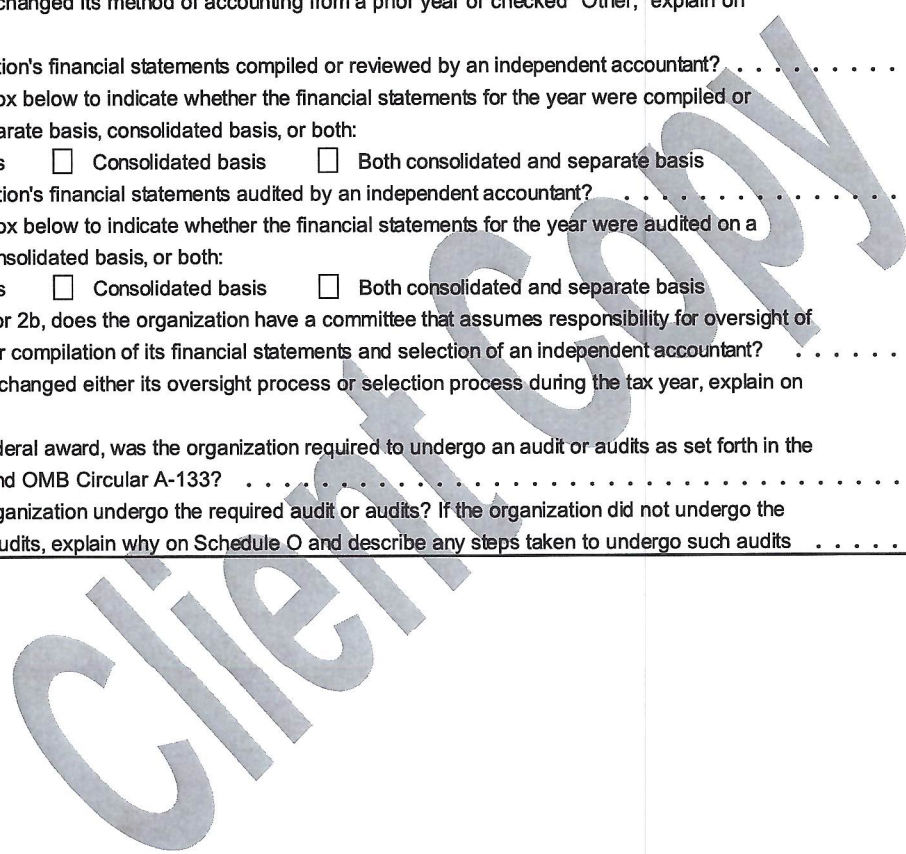 changed its method of accounting from a prior year or checked "Other," explain on
tion's financial statements compiled or reviewed by an independent accountant? . . . . . . . . . .
ox below to indicate whether the financial statements for the year were compiled or
arate basis, consolidated basis, or both:
s ☐ Consolidated basis ☐ Both consolidated and separate basis
tion's financial statements audited by an independent accountant? . . . . . . . . . . . . . . . .
ox below to indicate whether the financial statements for the year were audited on a
nsolidated basis, or both:
s ☐ Consolidated basis ☐ Both consolidated and separate basis
or 2b, does the organization have a committee that assumes responsibility for oversight of
r compilation of its financial statements and selection of an independent accountant? . . . . . .
changed either its oversight process or selection process during the tax year, explain on
deral award, was the organization required to undergo an audit or audits as set forth in the
nd OMB Circular A-133? . . . . . . . . . . . . . . . . . . . . . . . . . . . . . . . . . . . . . . .
ganization undergo the required audit or audits? If the organization did not undergo the
udits, explain why on Schedule O and describe any steps taken to undergo such audits . . . . .
Client Copy